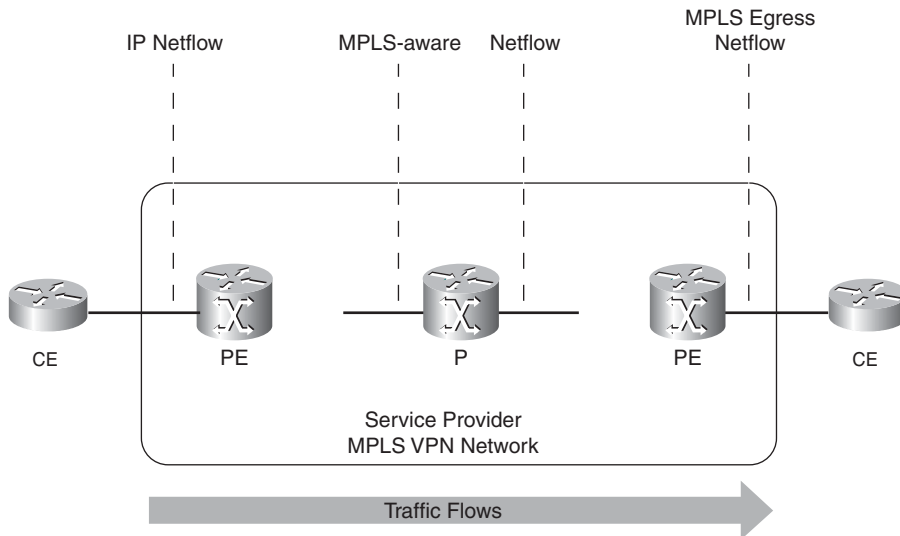 IP Netflow
MPLS-aware
Netflow
MPLS Egress
Netflow
CE
PE
P
PE
CE
Service Provider
MPLS VPN Network
Traffic Flows